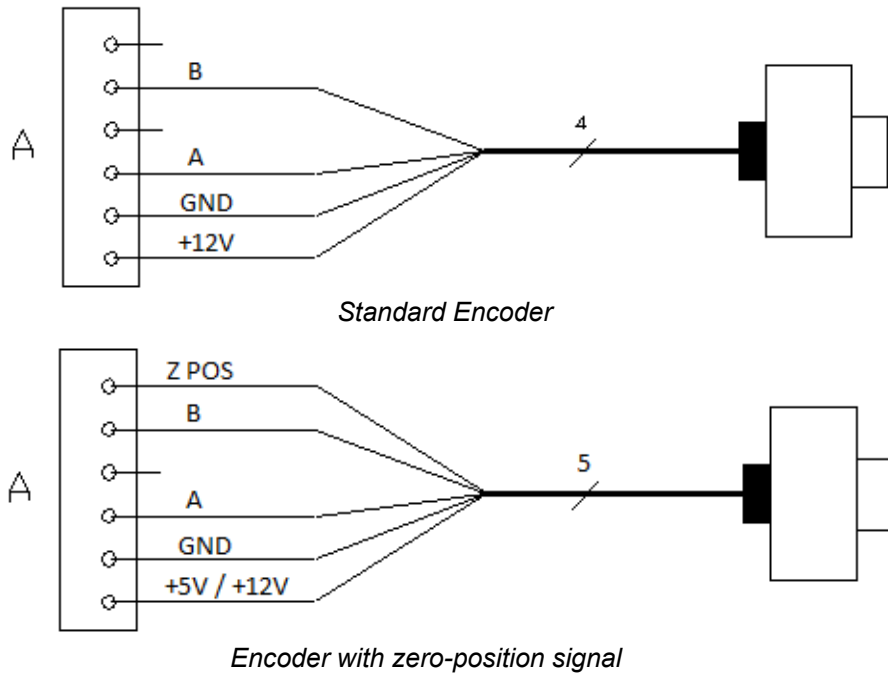 B
4
A
A
GND
+12V
Standard Encoder
Z POS
B
5
A
A
GND
+5V / +12V
Encoder with zero-position signal